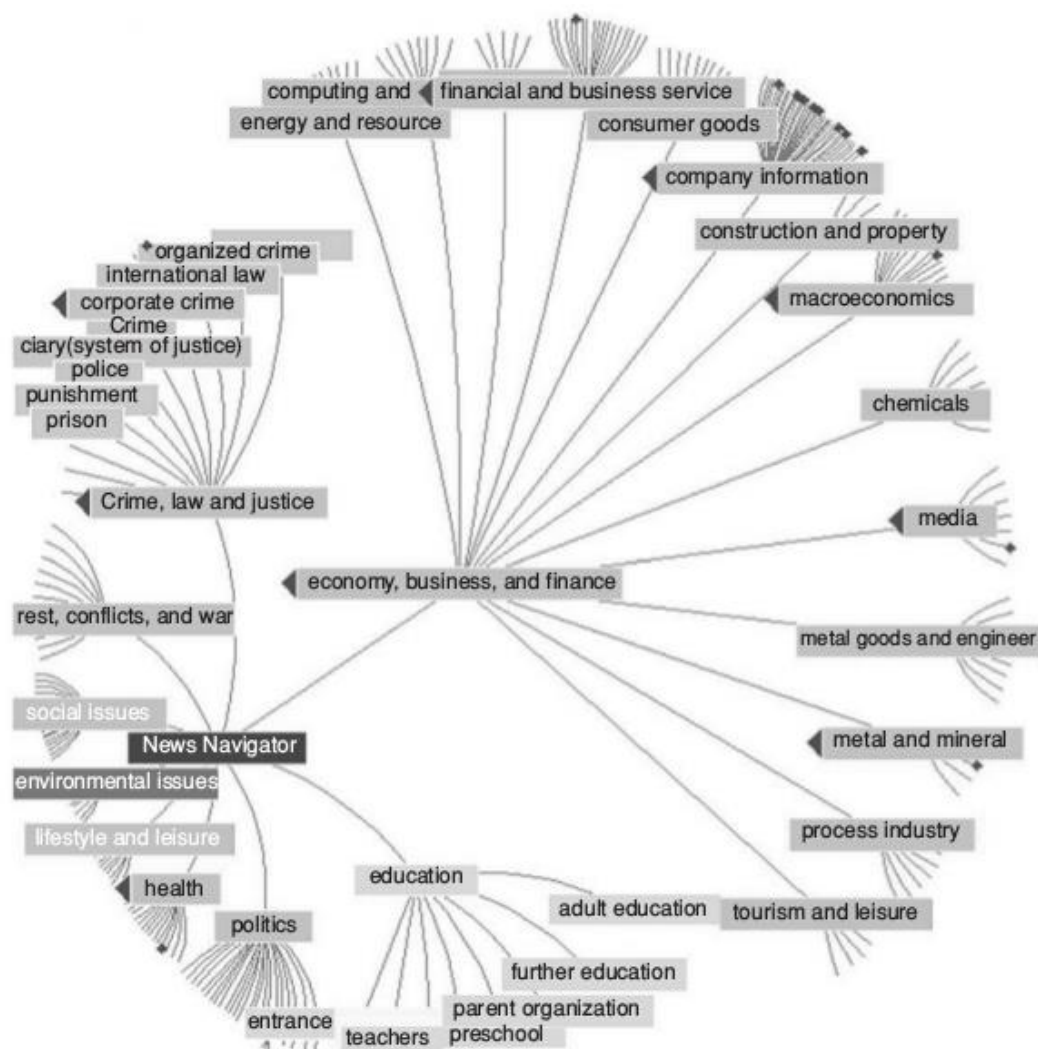 computing and
financial and business service
energy and resource
consumer goods
company information
construction and property
macroeconomics
organized crime
international law
corporate crime
Crime
ciary(system of justice)
police
punishment
prison
chemicals
Crime, law and justice
media
economy, business, and finance
rest, conflicts, and war
metal goods and engineer
social issues
News Navigator
metal and mineral
environmental issues
lifestyle and leisure
process industry
health
education
adult education
tourism and leisure
politics
further education
parent organization
entrance
teachers
preschool